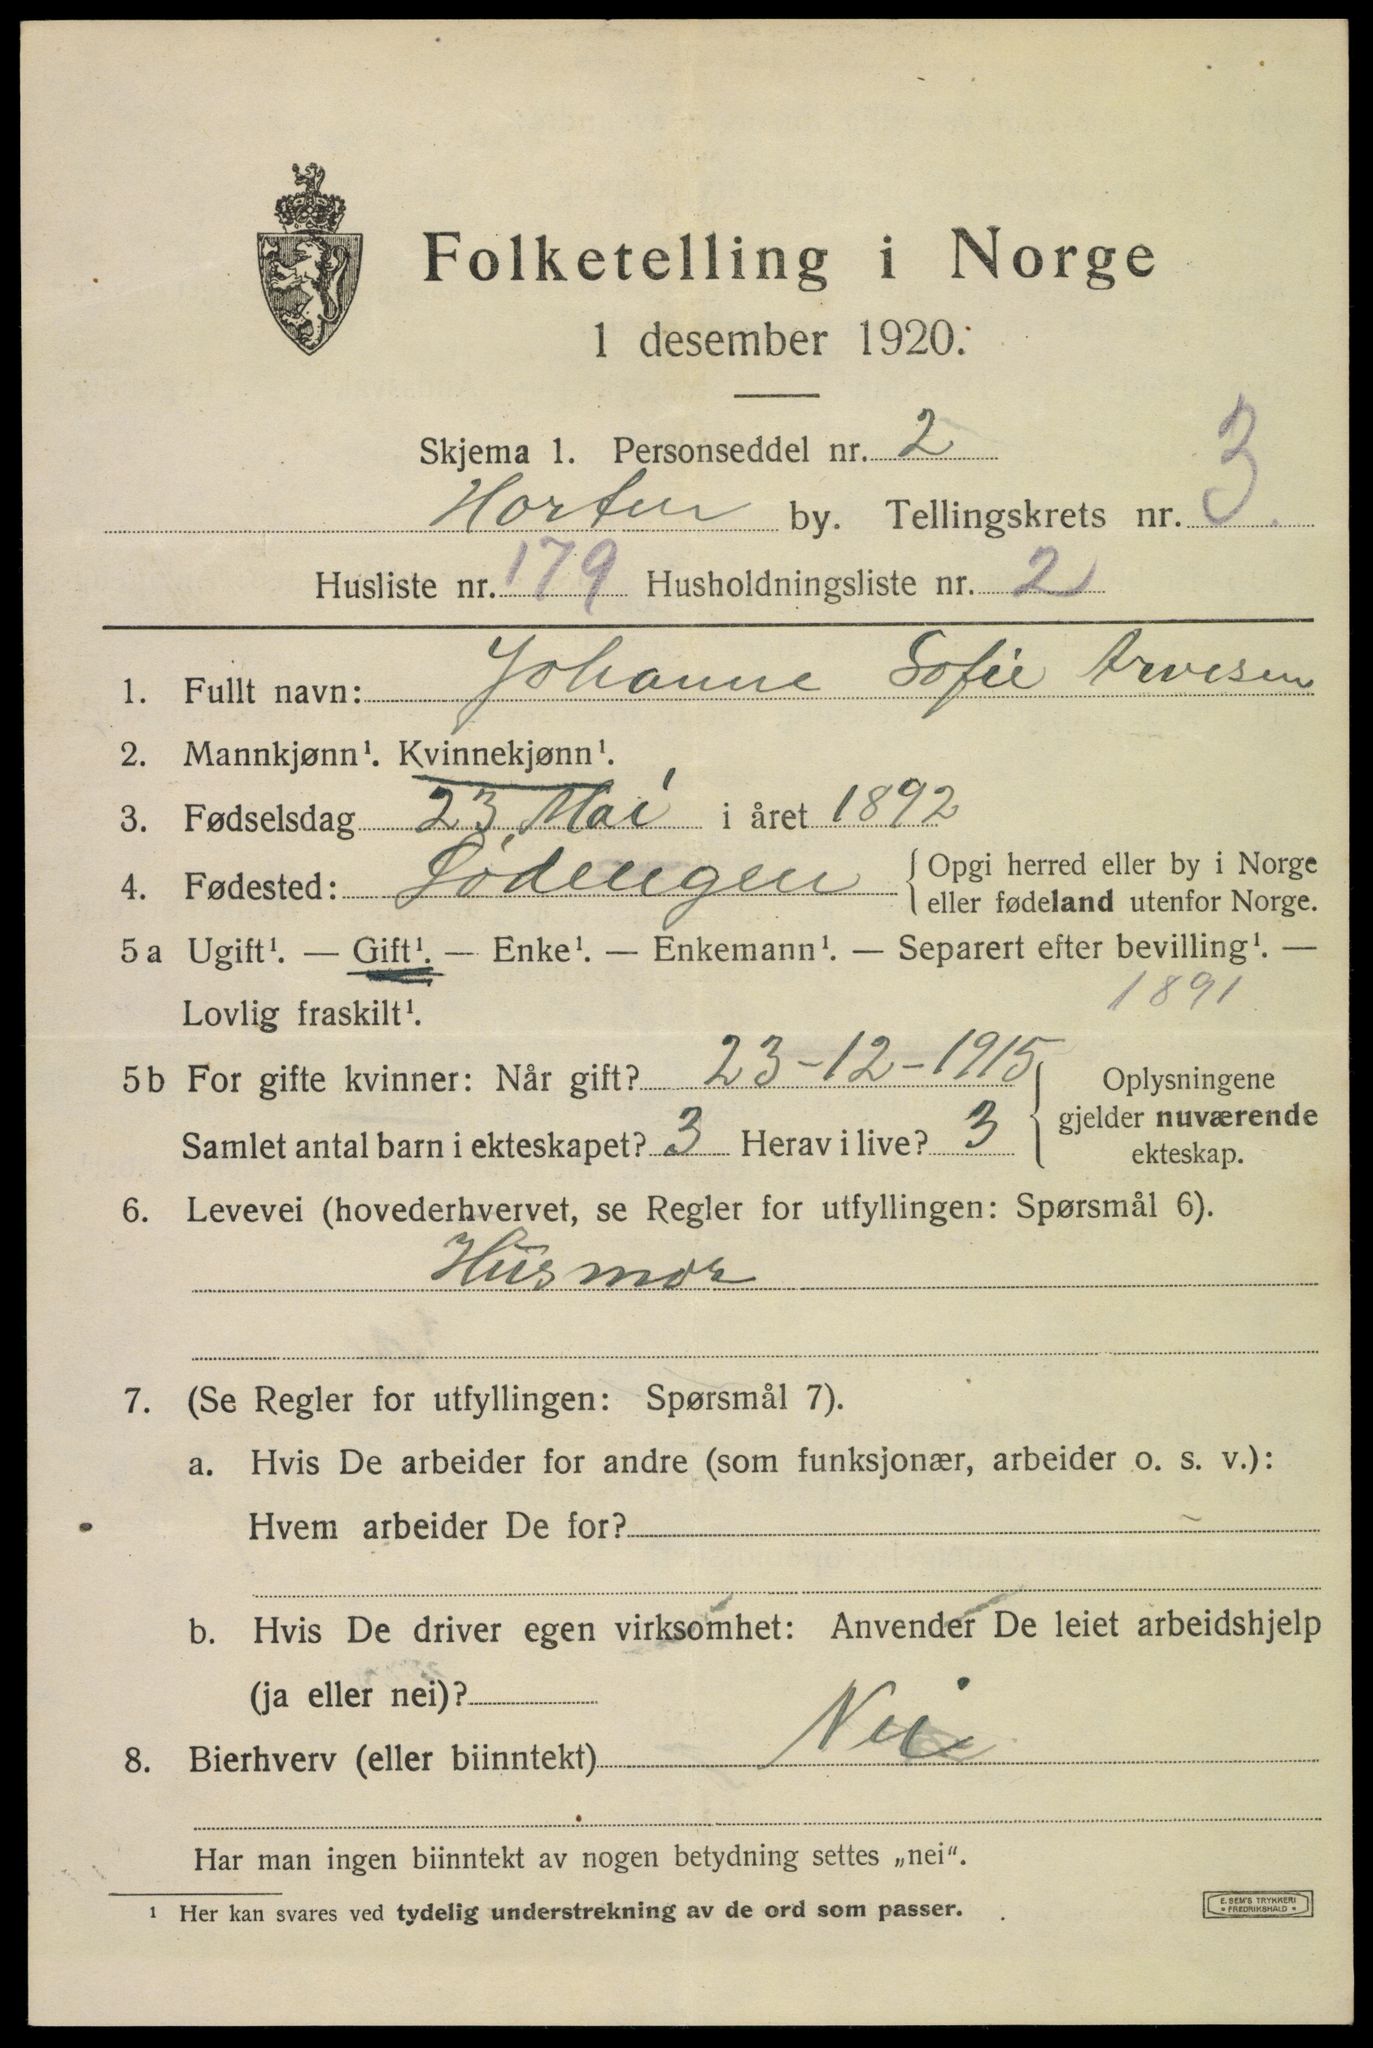 Folketelling i Norge
1 desember 1920.
Skjema 1. Personseddel nr. 2
Horten by. Tellingskrets nr. 3.
Husliste nr. 179 Husholdningsliste nr. 2
1. Fullt navn: Johanne Sofie Arvesen
2. Mannkjønn¹. Kvinnekjønn¹.
3. Fødselsdag 23 Mai i året 1892
4. Fødested: Lødengen { Opgi herred eller by i Norge
eller fødeland utenfor Norge.
5 a Ugift¹. — Gift¹. — Enke¹. — Enkemann¹. — Separert efter bevilling¹. —
Lovlig fraskilt¹. 1891
5 b For gifte kvinner: Når gift? 23-12-1915 } Oplysningene
gjelder nuværende
Samlet antal barn i ekteskapet? 3 Herav i live? 3
ekteskap.
6. Levevei (hovederhvervet, se Regler for utfyllingen: Spørsmål 6).
Husmor
7. (Se Regler for utfyllingen: Spørsmål 7).
a. Hvis De arbeider for andre (som funksjonær, arbeider o. s. v.):
Hvem arbeider De for?
b. Hvis De driver egen virksomhet: Anvender De leiet arbeidshjelp
(ja eller nei)?
8. Bierhverv (eller biinntekt) Nei
Har man ingen biinntekt av nogen betydning settes „nei".
¹ Her kan svares ved tydelig understrekning av de ord som passer.
E. SEM'S TRYKKERI
FREDRIKSHALD